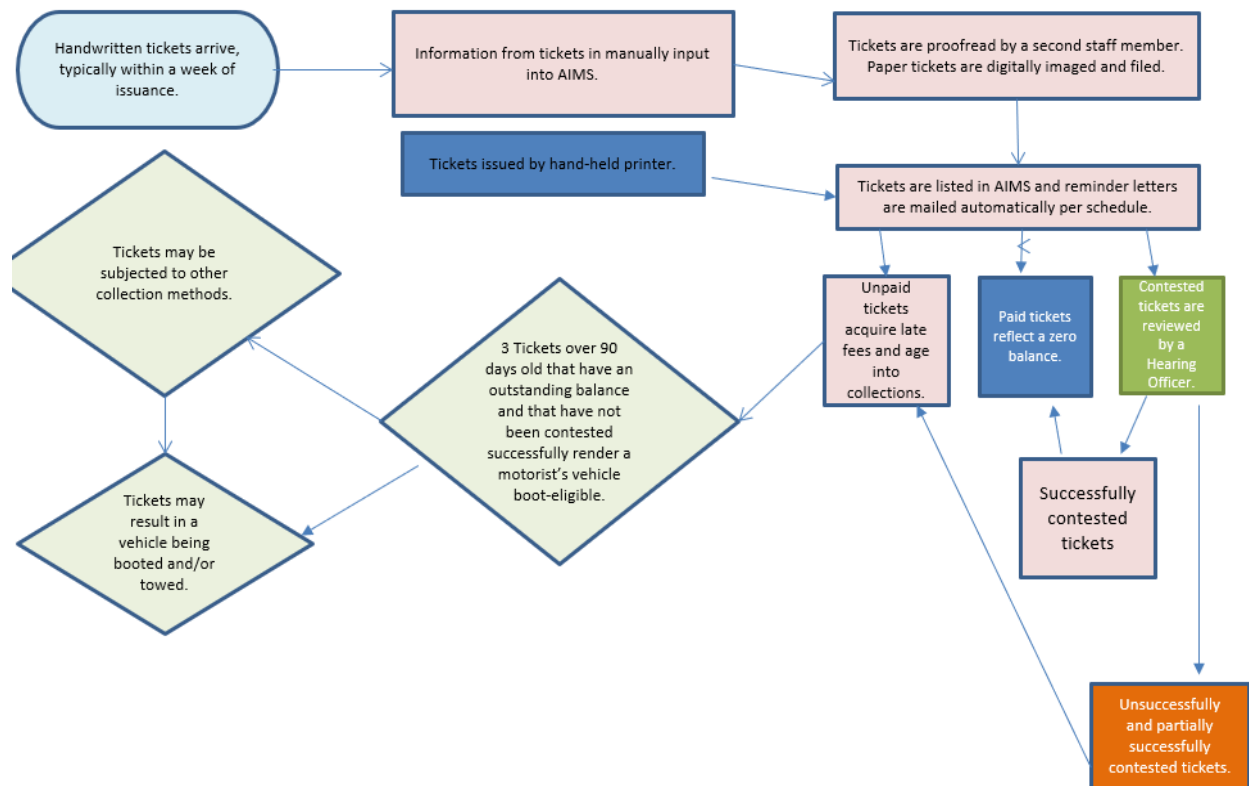 Handwritten tickets arrive,
typically within a week of
issuance.
Information from tickets in manually input
into AIMS.
Tickets are proofread by a second staff member.
Paper tickets are digitally imaged and filed.
Tickets issued by hand-held printer.
Tickets are listed in AIMS and reminder letters
are mailed automatically per schedule.
Tickets may be
subjected to other
collection methods.
3 Tickets over 90
days old that have an
outstanding balance
and that have not
been contested
successfully render a
motorist’s vehicle
boot-eligible.
Unpaid
tickets
acquire late
fees and age
into
collections.
Paid tickets
reflect a zero
balance.
Contested
tickets are
reviewed
by a
Hearing
Officer.
Tickets may
result in a
vehicle being
booted and/or
towed.
Successfully
contested
tickets
Unsuccessfully
and partially
successfully
contested tickets.